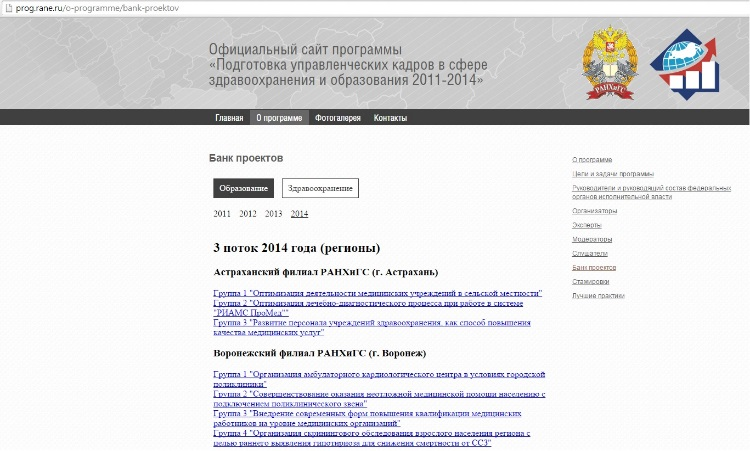 prog.rane.ru/o-programme/bank-proektov
Официальный сайт программы
«Подготовка управленческих кадров в сфере
здравоохранения и образования 2011-2014»
РАНХиГС
Главная О программе Фотогалерея Контакты
Банк проектов
Образование Здравоохранение
2011 2012 2013 2014
3 поток 2014 года (регионы)
Астраханский филиал РАНХиГС (г. Астрахань)
Группа 1 "Оптимизация деятельности медицинских учреждений в сельской местности"
Группа 2 "Оптимизация лечебно-диагностического процесса при работе в системе
"РИАМС ПроМед""
Группа 3 "Развитие персонала учреждений здравоохранения, как способ повышения
качества медицинских услуг"
Воронежский филиал РАНХиГС (г. Воронеж)
Группа 1 "Организация амбулаторного кардиологического центра в условиях городской
поликлиники"
Группа 2 "Совершенствование оказания неотложной медицинской помощи населению с
подключением поликлинического звена"
Группа 3 "Внедрение современных форм повышения квалификации медицинских
работников на уровне медицинских организаций"
Группа 4 "Организация скринингового обследования взрослого населения региона с
целью раннего выявления гипотиреоза для снижения смертности от ССЗ"
О программе
Цели и задачи программы
Руководители и руководящий состав федеральных
органов исполнительной власти
Организаторы
Эксперты
Модераторы
Слушатели
Банк проектов
Стажировки
Лучшие практики